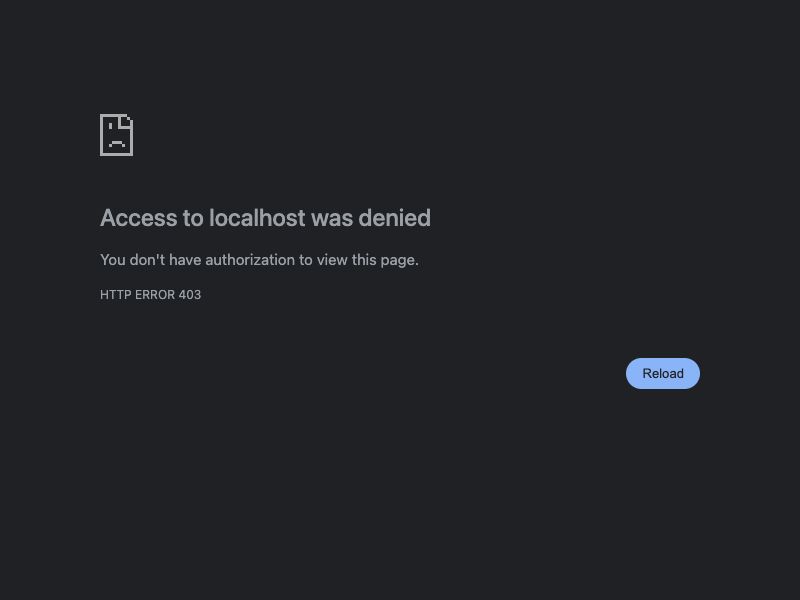 Access to localhost was denied
You don't have authorization to view this page.
HTTP ERROR 403
Reload